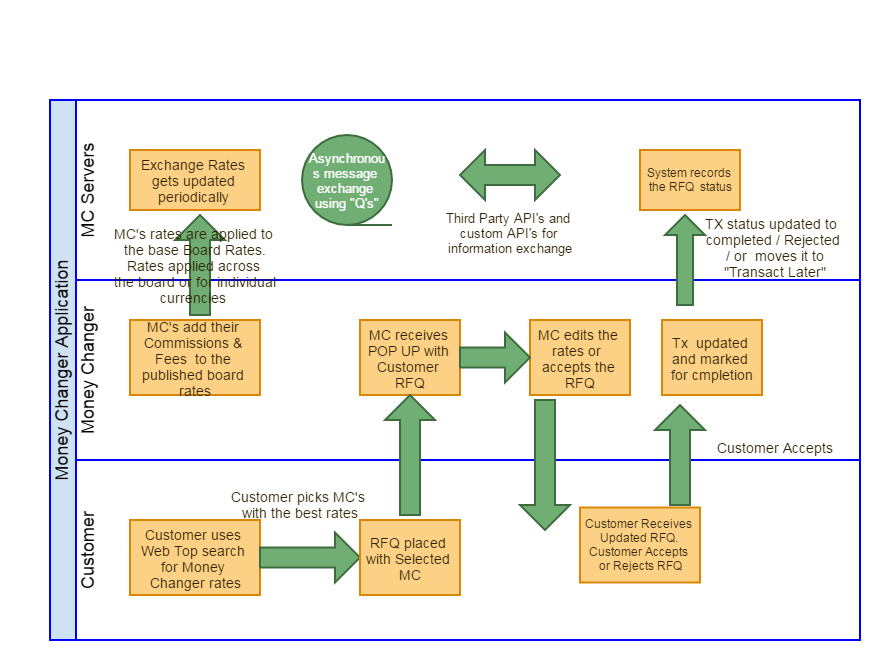 Money Changer Application
MC Servers
Exchange Rates
gets updated
periodically
Asynchronou
s message
exchange
using "Q's"
Third Party API's and
custom API's for
information exchange
System records
the RFQ status
MC's rates are applied to
the base Board Rates.
Rates applied across
the board or for individual
currencies
TX status updated to
completed / Rejected
/ or moves it to
"Transact Later"
Money Changer
MC's add their
Commissions &
Fees to the
published board
rates
MC receives
POP UP with
Customer
RFQ
MC edits the
rates or
accepts the
RFQ
Tx updated
and marked
for cmpletion
Customer Accepts
Customer
Customer uses
Web Top search
for Money
Changer rates
Customer picks MC's
with the best rates
RFQ placed
with Selected
MC
Customer Receives
Updated RFQ.
Customer Accepts
or Rejects RFQ